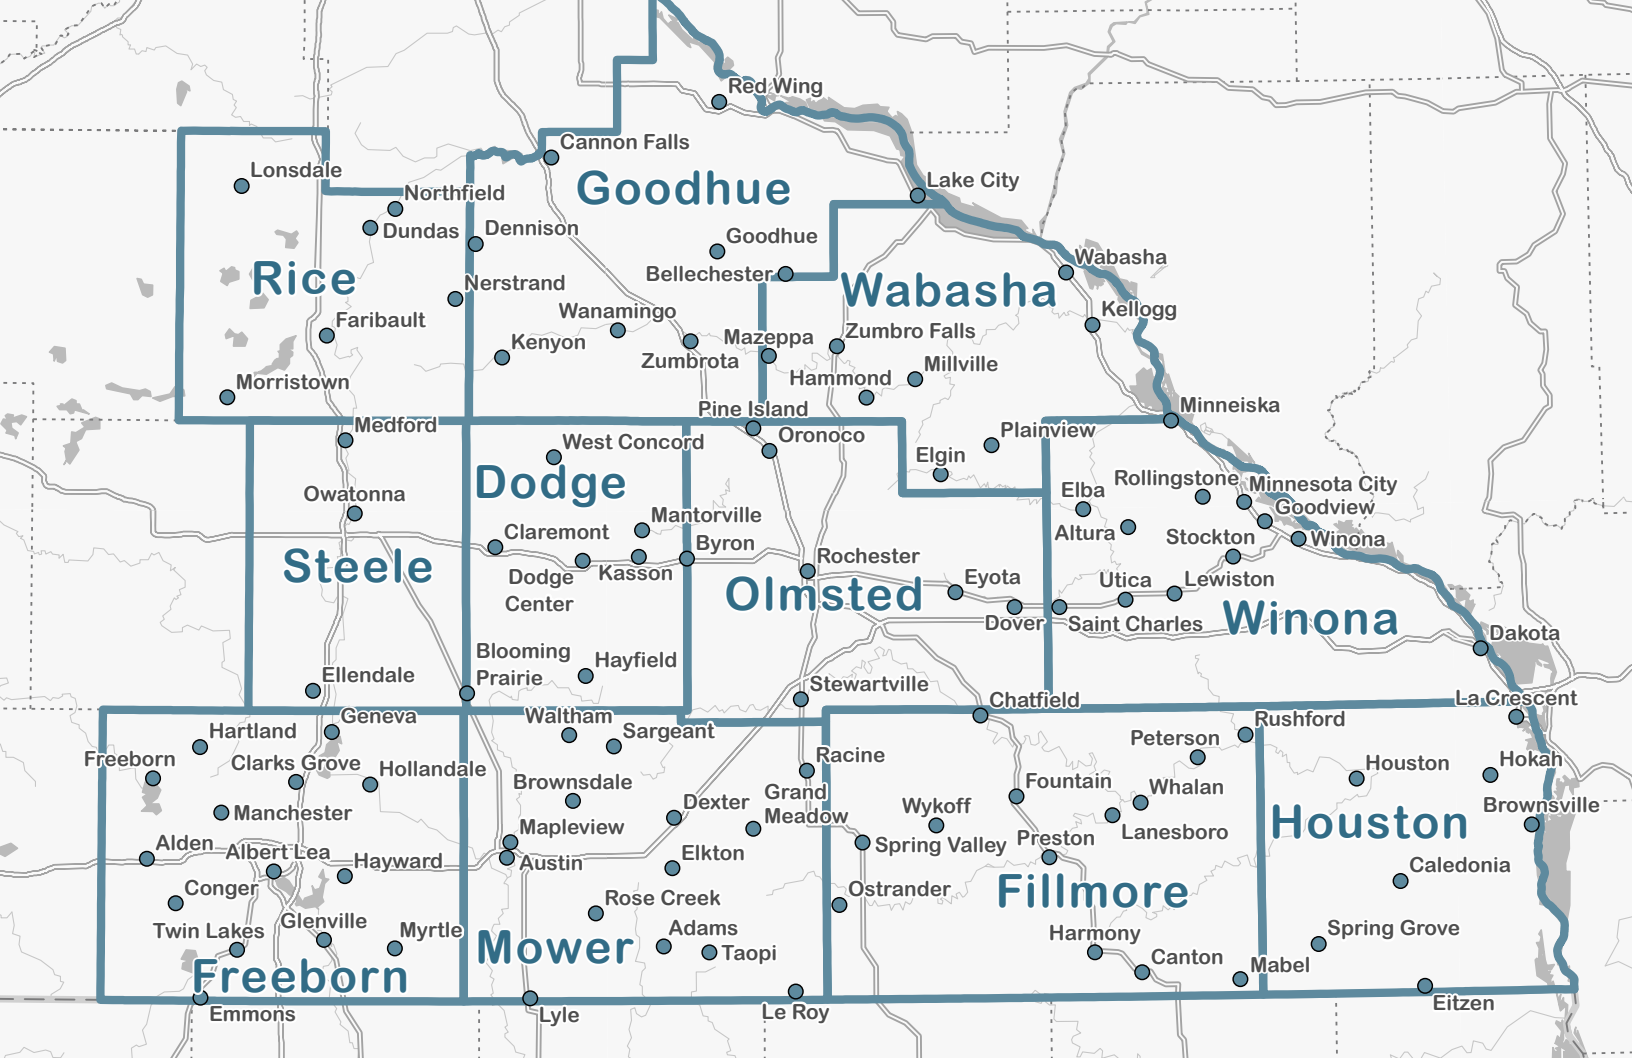 Red Wing
Cannon Falls
Lonsdale
Goodhue
Lake City
Northfield
Dundas
Dennison
Goodhue
Wabasha
Bellechester
Rice
Nerstrand
Wabasha
Wanamingo
Kellogg
Faribault
Kenyon
Mazeppa
Zumbro Falls
Zumbrota
Millville
Morristown
Hammond
Minneiska
Pine Island
Medford
Plainview
Oronoco
West Concord
Elgin
Dodge
Rollingstone
Minnesota City
Owatonna
Elba
Goodview
Mantorville
Claremont
Altura
Stockton
Winona
Byron
Rochester
Steele
Dodge
Center
Kasson
Eyota
Utica
Lewiston
Olmsted
Dover
Saint Charles
Winona
Dakota
Blooming
Prairie
Hayfield
Ellendale
Stewartville
Chatfield
La Crescent
Geneva
Waltham
Rushford
Hartland
Sargeant
Peterson
Freeborn
Clarks Grove
Hollandale
Racine
Houston
Hokah
Brownsdale
Grand
Meadow
Fountain
Whalan
Manchester
Dexter
Wykoff
Brownsville
Mapleview
Houston
Lanesboro
Alden
Albert Lea
Hayward
Austin
Elkton
Spring Valley
Preston
Caledonia
Conger
Rose Creek
Ostrander
Fillmore
Twin Lakes
Glenville
Myrtle
Adams
Harmony
Spring Grove
Mower
Taopi
Canton
Mabel
Freeborn
Emmons
Lyle
Le Roy
Eitzen